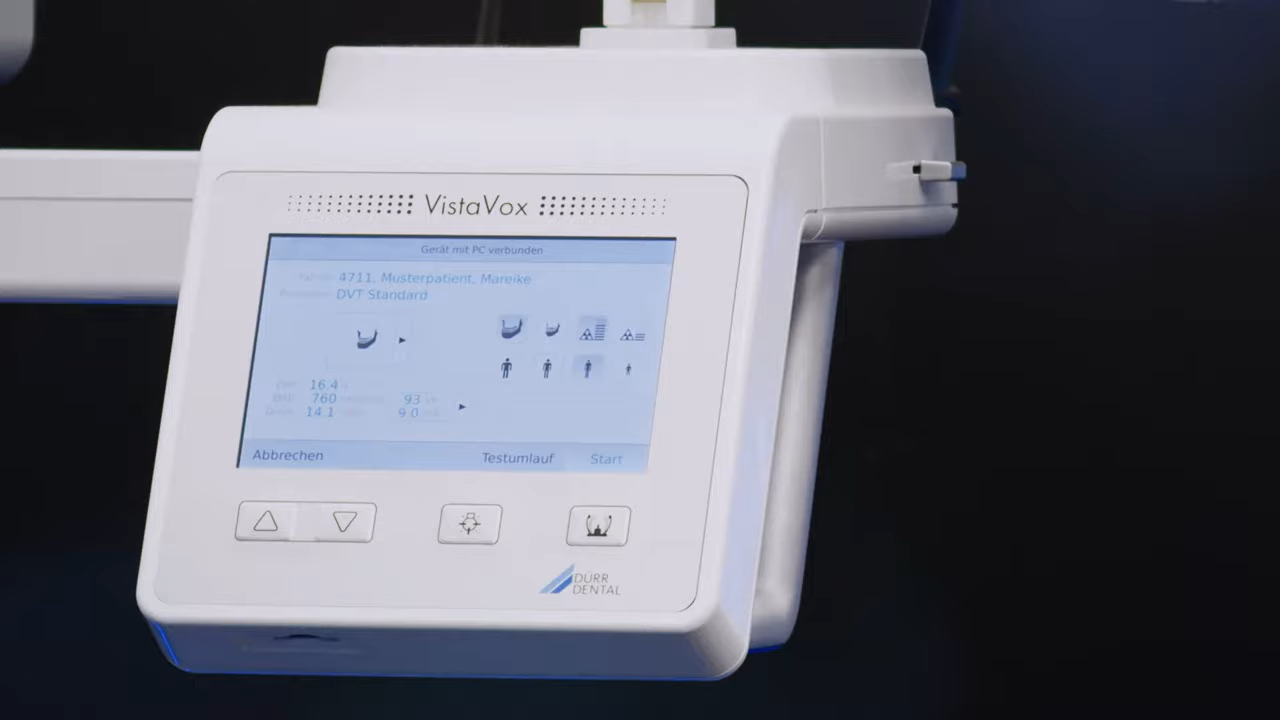 VistaVox
Gerät mit PC verbunden
4711, Musterpatient, Mareike
DVT Standard
16.4
760 93
14.1 9.0
Abbrechen Testumlauf Start
DÜRR
DENTAL